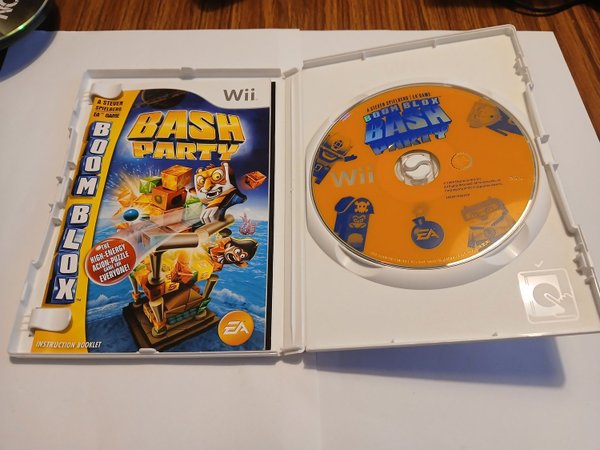 Wii
A STEVEN
SPIELBERG
EA GAME
BOOM BLOX
BASH
PARTY
THE
HIGH-ENERGY
ACTION-PUZZLE
GAME FOR
EVERYONE!
EA
INSTRUCTION BOOKLET
A STEVEN SPIELBERG / EA GAME
BOOM BLOX
BASH
PARTY
Wii
EA